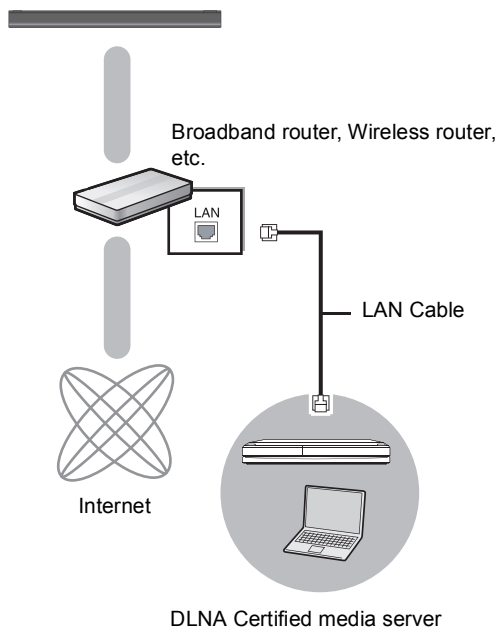 Broadband router, Wireless router,
etc.
LAN
LAN Cable
Internet
DLNA Certified media server